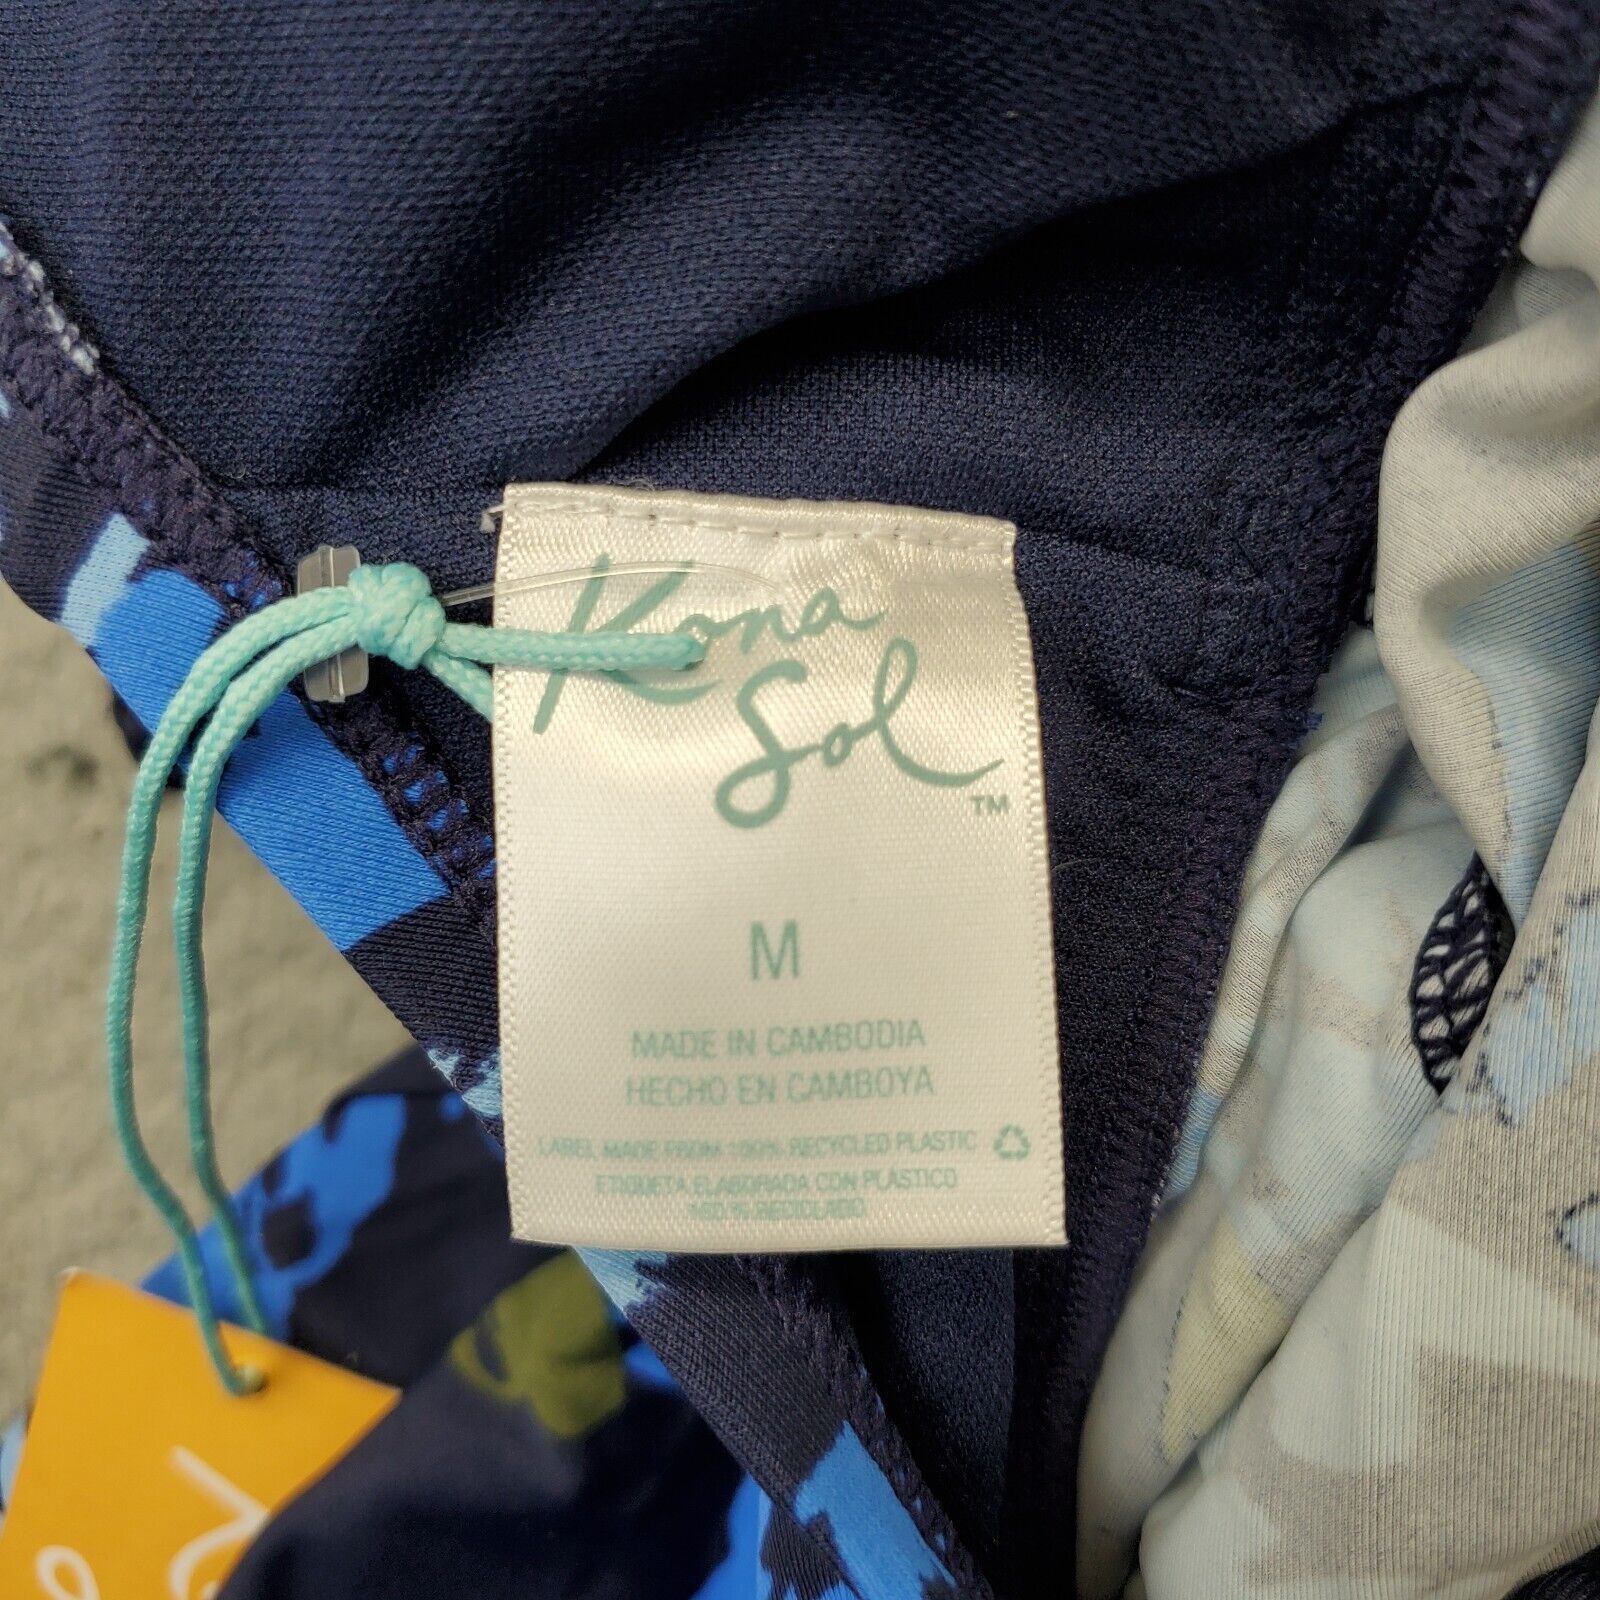 Kona
Sol
TM
M
MADE IN CAMBODIA
HECHO EN CAMBOYA
LABEL MADE FROM 100% RECYCLED PLASTIC
ETIQUETA ELABORADA CON PLÁSTICO
100 % RECICLADO